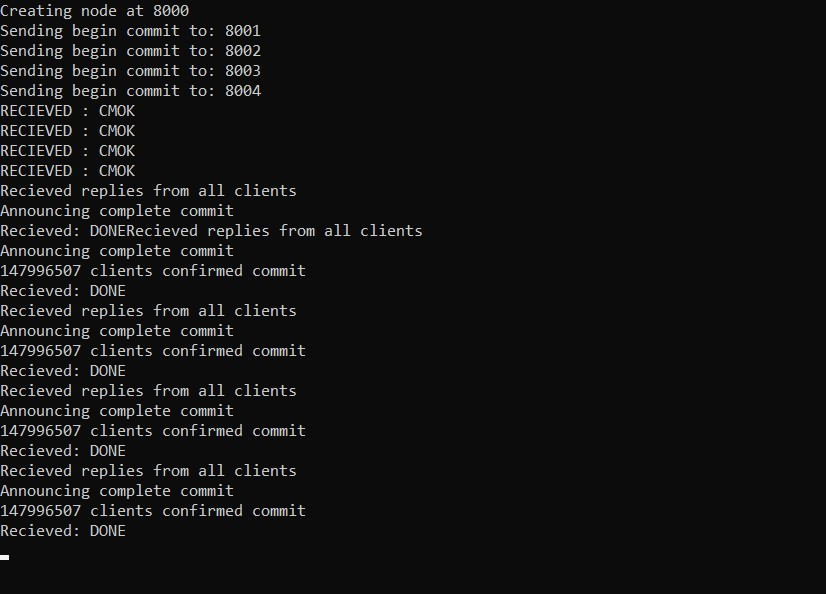 Creating node at 8000
Sending begin commit to: 8001
Sending begin commit to: 8002
Sending begin commit to: 8003
Sending begin commit to: 8004
RECIEVED : CMOK
RECIEVED : CMOK
RECIEVED : CMOK
RECIEVED : CMOK
Recieved replies from all clients
Announcing complete commit
Recieved: DONERecieved replies from all clients
Announcing complete commit
147996507 clients confirmed commit
Recieved: DONE
Recieved replies from all clients
Announcing complete commit
147996507 clients confirmed commit
Recieved: DONE
Recieved replies from all clients
Announcing complete commit
147996507 clients confirmed commit
Recieved: DONE
Recieved replies from all clients
Announcing complete commit
147996507 clients confirmed commit
Recieved: DONE